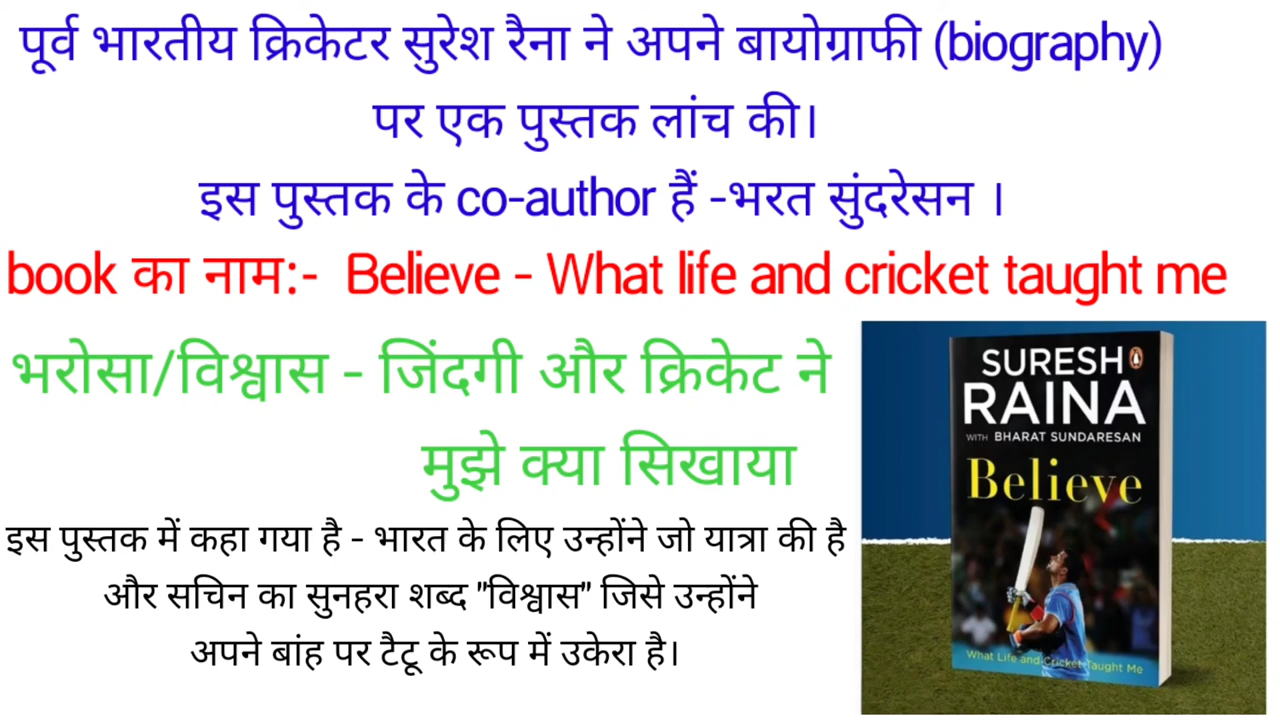 पूर्व भारतीय क्रिकेटर सुरेश रैना ने अपने बायोग्राफी (biography)
पर एक पुस्तक लांच की।
इस पुस्तक के co-author हैं -भरत सुंदरेसन ।
book का नाम:- Believe - What life and cricket taught me
भरोसा/विश्वास - जिंदगी और क्रिकेट ने
मुझे क्या सिखाया
इस पुस्तक में कहा गया है - भारत के लिए उन्होंने जो यात्रा की है
और सचिन का सुनहरा शब्द "विश्वास" जिसे उन्होंने
अपने बांह पर टैटू के रूप में उकेरा है।
SURESH
RAINA
WITH BHARAT SUNDARESAN
Believe
What Life and Cricket Taught Me